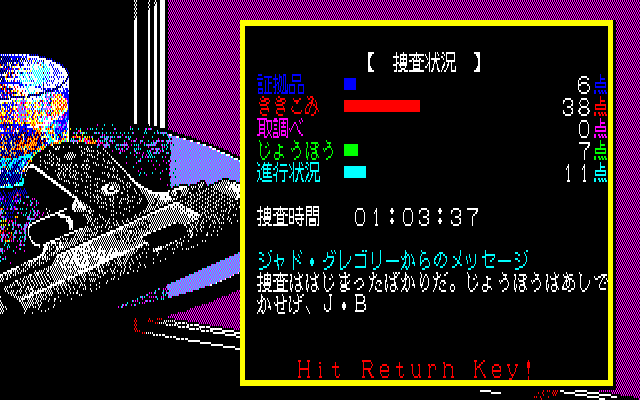 【 捜査状況 】
証拠品 6点
ききこみ 38点
取調べ 0点
じょうほう 7点
進行状況 11点
捜査時間 01:03:37
ジャド・グレゴリーからのメッセージ
捜査ははじまったばかりだ。じょうほうはあしで
かせげ、J・B
Hit Return Key!